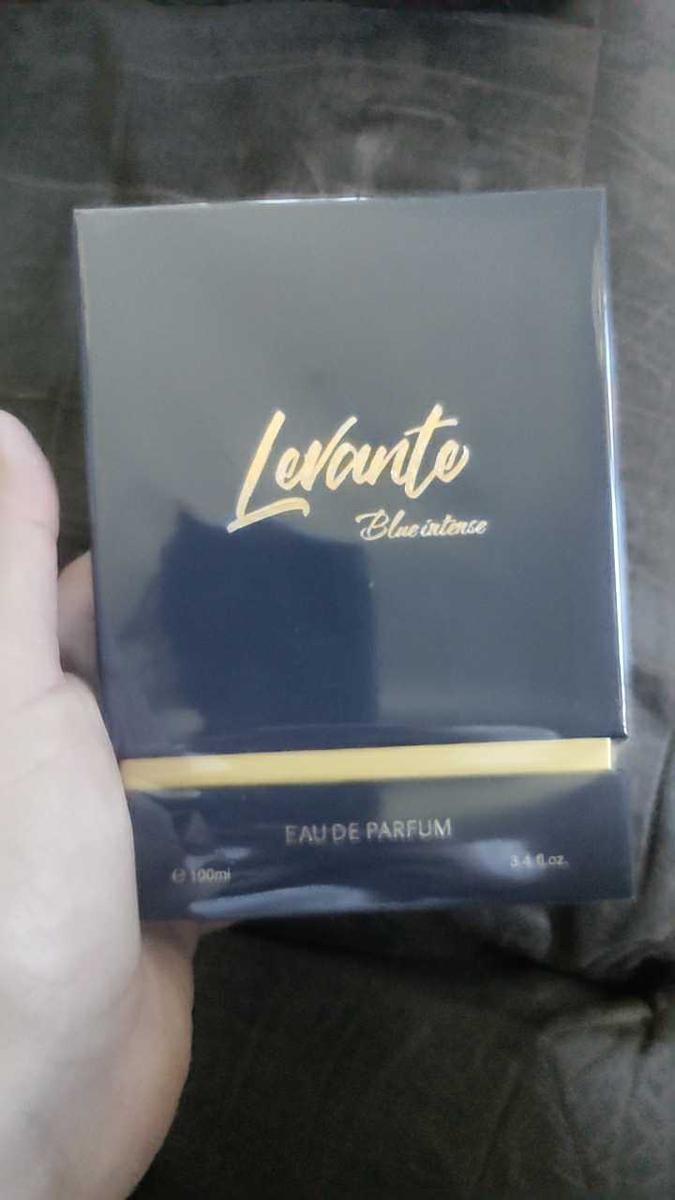 Levante
Blue intense
EAU DE PARFUM
℮ 100ml
3.4 fl.oz.